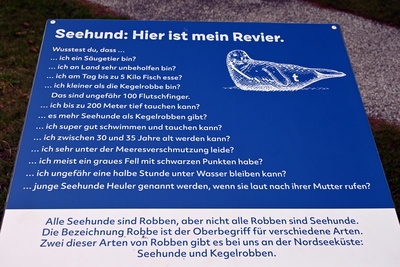 Seehund: Hier ist mein Revier.
Wusstest du, dass ...
... ich ein Säugetier bin?
... ich an Land sehr unbeholfen bin?
... ich am Tag bis zu 5 Kilo Fisch esse?
... ich kleiner als die Kegelrobbe bin?
Das sind ungefähr 100 Flutschfinger.
... ich bis zu 200 Meter tief tauchen kann?
... es mehr Seehunde als Kegelrobben gibt?
... ich super gut schwimmen und tauchen kann?
... ich zwischen 30 und 35 Jahre alt werden kann?
... ich sehr unter der Meeresverschmutzung leide?
... ich meist ein graues Fell mit schwarzen Punkten habe?
... ich ungefähr eine halbe Stunde unter Wasser bleiben kann?
... junge Seehunde Heuler genannt werden, wenn sie laut nach ihrer Mutter rufen?
Alle Seehunde sind Robben, aber nicht alle Robben sind Seehunde.
Die Bezeichnung Robbe ist der Oberbegriff für verschiedene Arten.
Zwei dieser Arten von Robben gibt es bei uns an der Nordseeküste:
Seehunde und Kegelrobben.